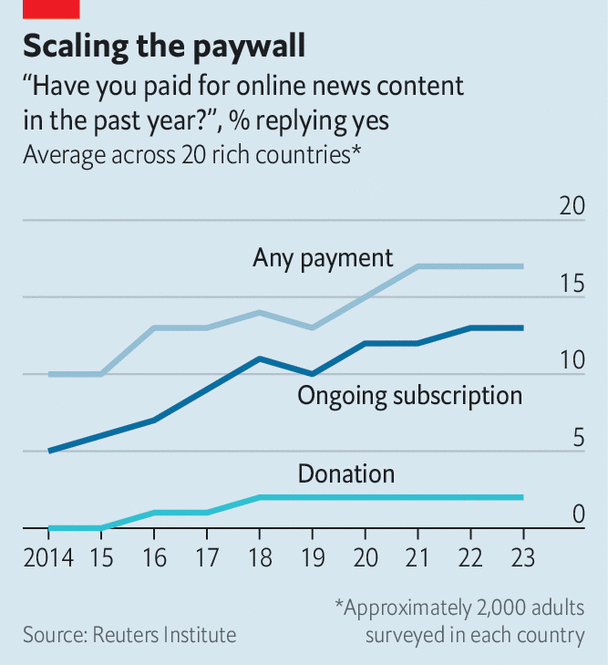 Scaling the paywall
“Have you paid for online news content
in the past year?”, % replying yes
Average across 20 rich countries*
20
Any payment
15
10
Ongoing subscription
5
Donation
0
2014 15 16 17 18 19 20 21 22 23
*Approximately 2,000 adults
Source: Reuters Institute
surveyed in each country